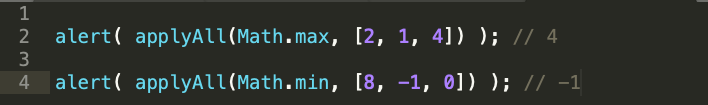 1
2 alert( applyAll(Math.max, [2, 1, 4]) ); // 4
3
4 alert( applyAll(Math.min, [8, -1, 0]) ); // -1